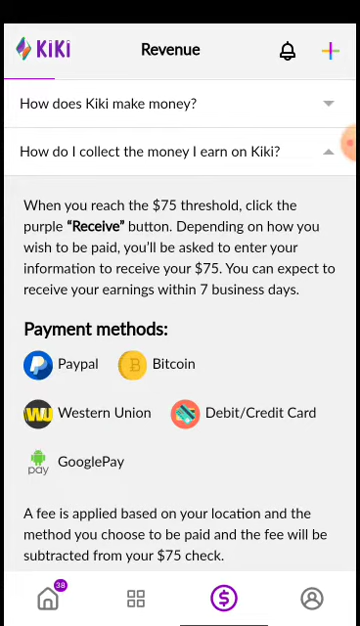 KiKi
Revenue
How does Kiki make money?
How do I collect the money I earn on Kiki?
When you reach the $75 threshold, click the
purple “Receive” button. Depending on how you
wish to be paid, you’ll be asked to enter your
information to receive your $75. You can expect to
receive your earnings within 7 business days.
Payment methods:
Paypal Bitcoin
Western Union Debit/Credit Card
pay GooglePay
A fee is applied based on your location and the
method you choose to be paid and the fee will be
subtracted from your $75 check.
38